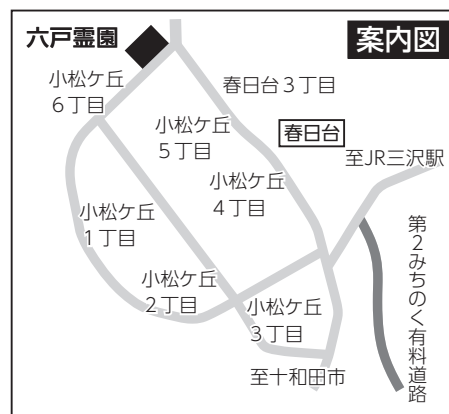 案内図
六戸霊園
小松ケ丘
6丁目
春日台3丁目
小松ケ丘
5丁目
春日台
至JR三沢駅
小松ケ丘
4丁目
小松ケ丘
1丁目
第2みちのく有料道路
小松ケ丘
2丁目
小松ケ丘
3丁目
至十和田市